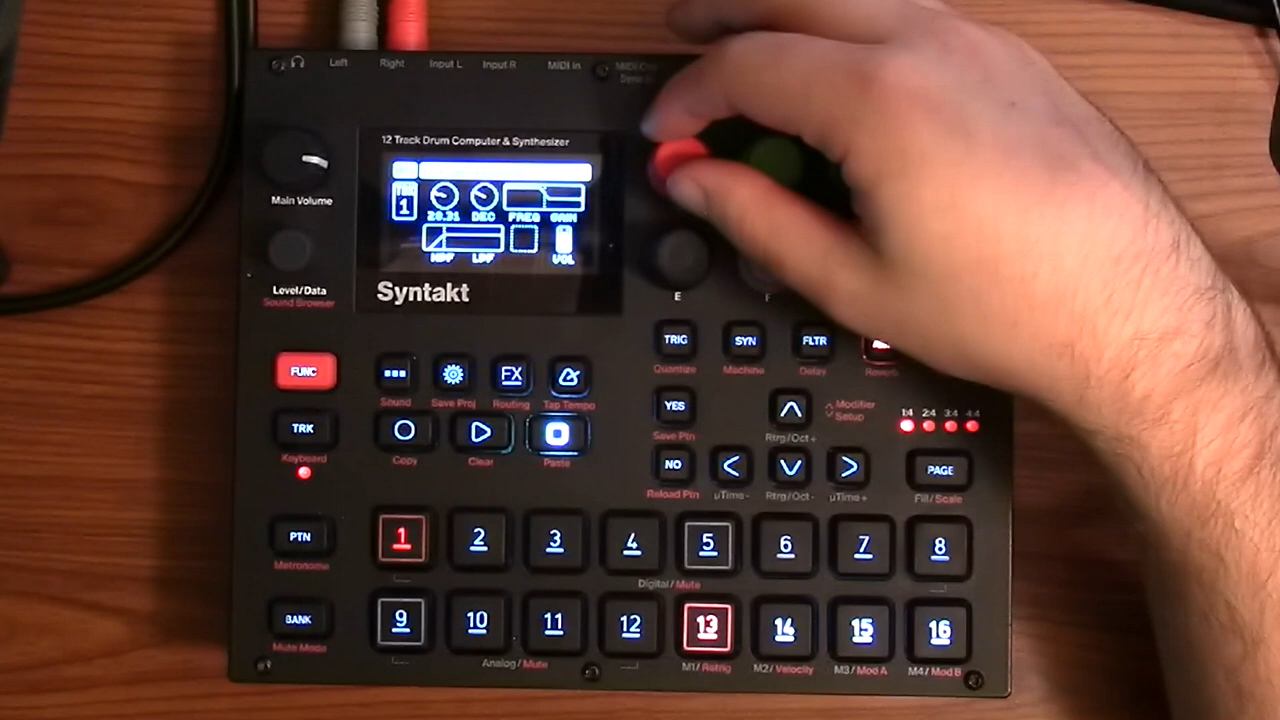 Left Right Input L Input R MIDI In
12 Track Drum Computer & Synthesizer
1
28.31 DEC FREQ GAIN
HPF LPF VOL
Main Volume
Level/Data
Sound Browser
Syntakt
E F
TRIG SYN FLTR
Quantize Machine Delay Reverb
FUNC FX
Sound Save Proj Routing Tap Tempo
YES
Save Ptn
Modifier
Setup
1:4 2:4 3:4 4:4
TRK
Keyboard
Copy Clear Paste
Rtrg/Oct+
NO PAGE
Reload Ptn μTime- Rtrg/Oct- μTime+ Fill/Scale
PTN
Metronome
1 2 3 4 5 6 7 8
Digital/Mute
BANK
Mute Mode
9 10 11 12 13 14 15 16
Analog/Mute M1/Retrig M2/Velocity M3/Mod A M4/Mod B